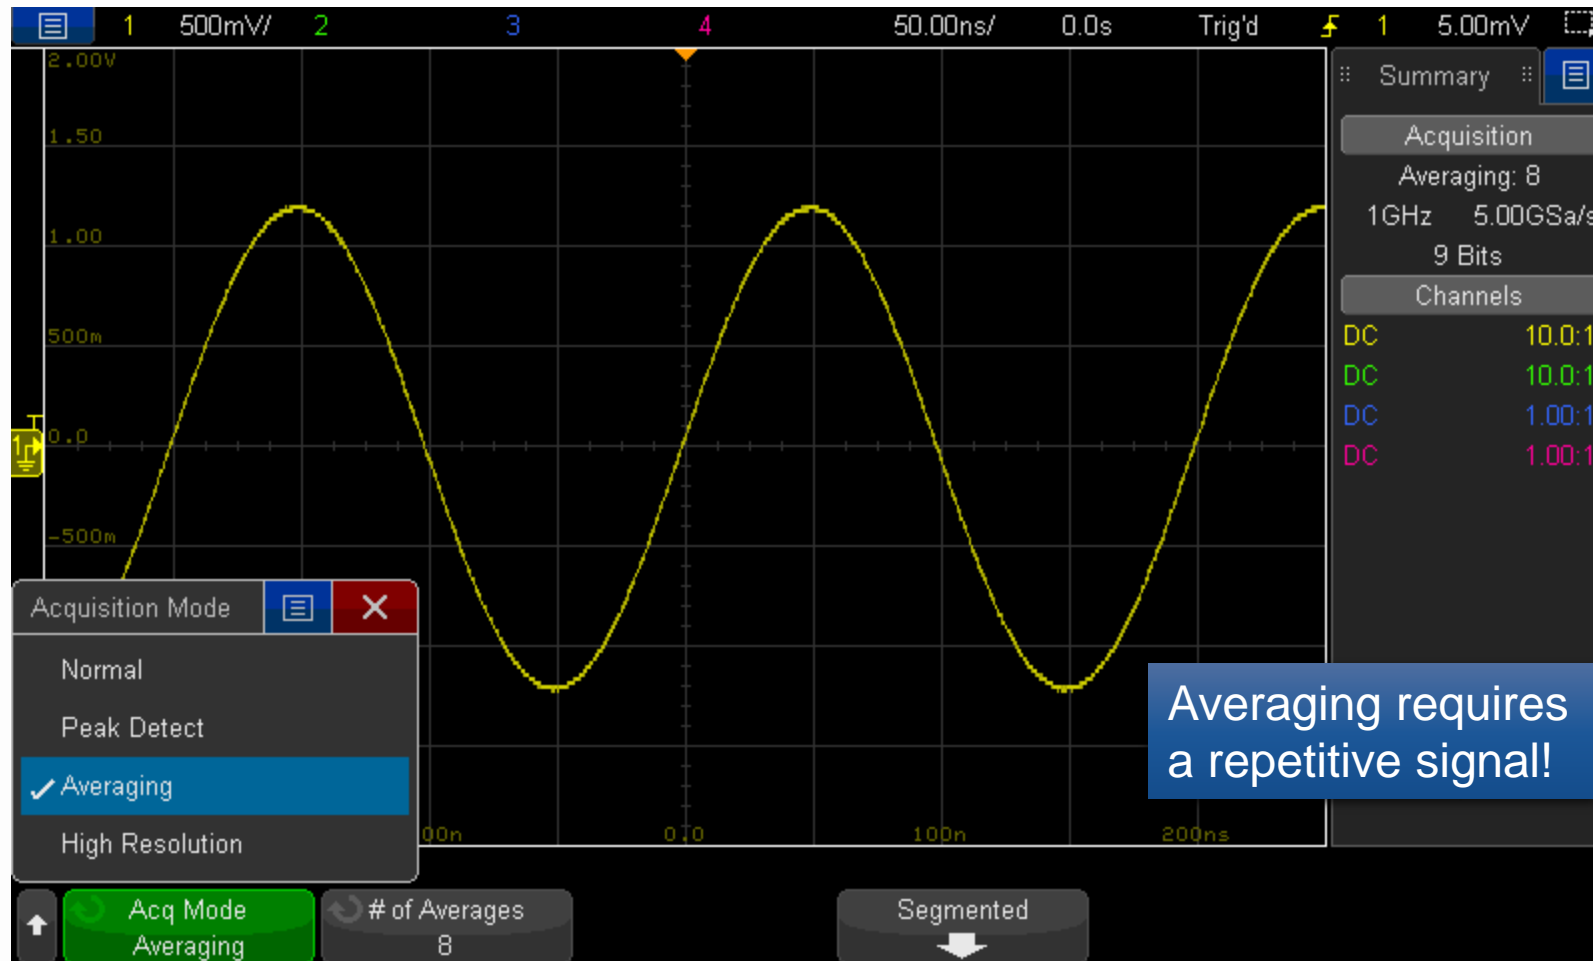 1 500mV/ 2 3 4 50.00ns/ 0.0s Trig'd 1 5.00mV
2.00V
1.50
1.00
500m
0.0
-500m
T
1
00n 0.0 100n 200ns
Summary
Acquisition
Averaging: 8
1GHz 5.00GSa/s
9 Bits
Channels
DC 10.0:1
DC 10.0:1
DC 1.00:1
DC 1.00:1
Acquisition Mode
Normal
Peak Detect
Averaging
High Resolution
Averaging requires
a repetitive signal!
Acq Mode
Averaging
# of Averages
8
Segmented